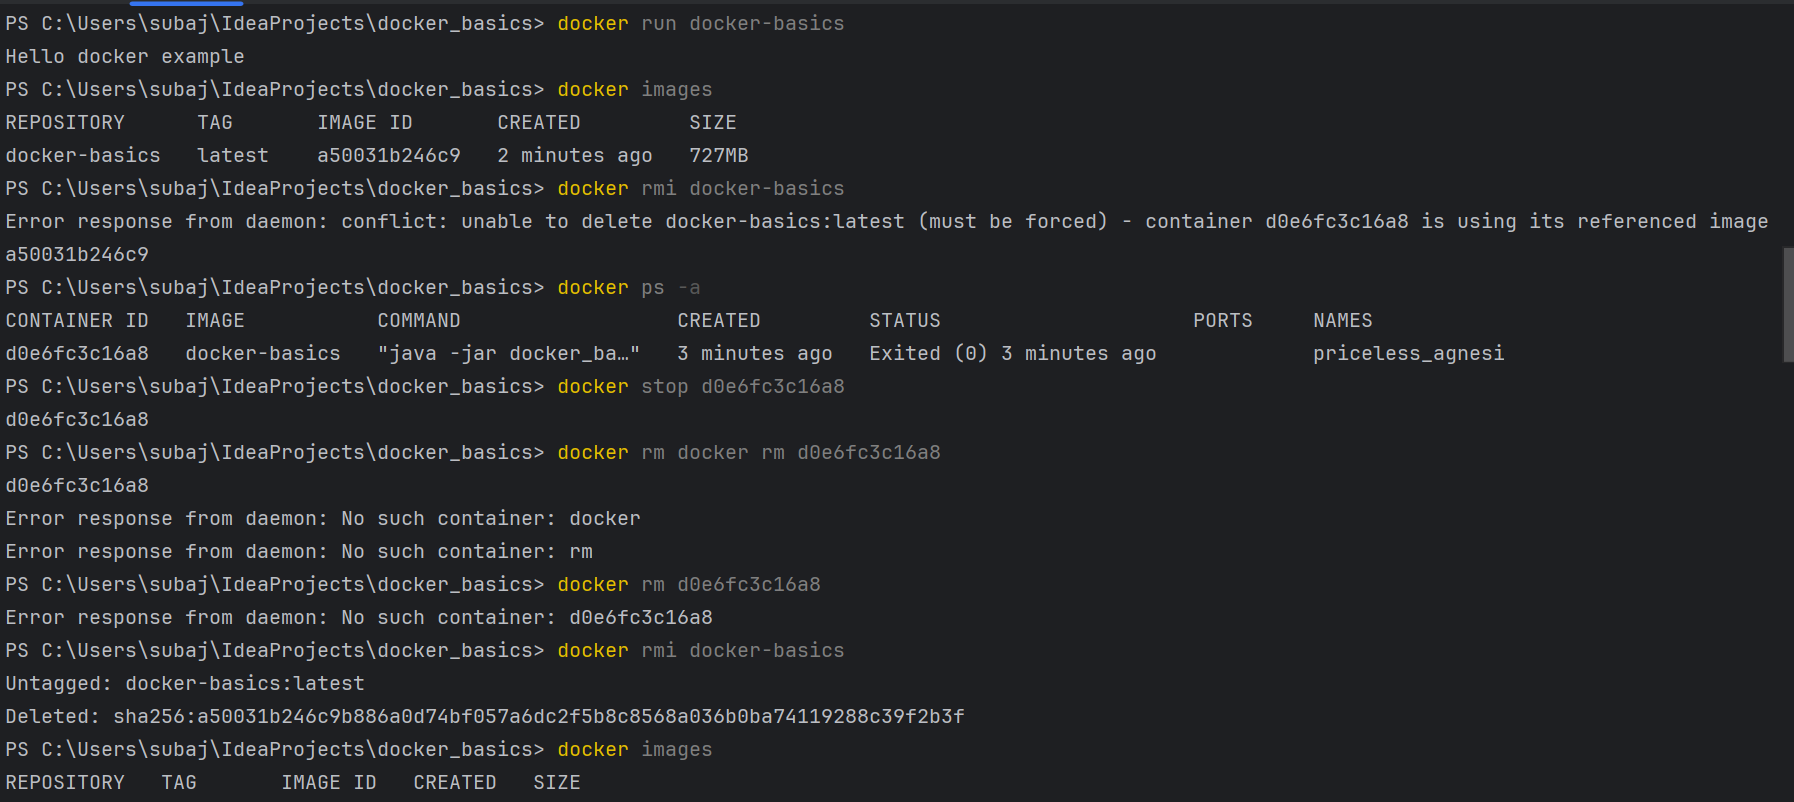 PS C:\Users\subaj\IdeaProjects\docker_basics> docker run docker-basics
Hello docker example
PS C:\Users\subaj\IdeaProjects\docker_basics> docker images
REPOSITORY      TAG       IMAGE ID       CREATED         SIZE
docker-basics   latest    a50031b246c9   2 minutes ago   727MB
PS C:\Users\subaj\IdeaProjects\docker_basics> docker rmi docker-basics
Error response from daemon: conflict: unable to delete docker-basics:latest (must be forced) - container d0e6fc3c16a8 is using its referenced image
a50031b246c9
PS C:\Users\subaj\IdeaProjects\docker_basics> docker ps -a
CONTAINER ID   IMAGE           COMMAND                  CREATED         STATUS                     PORTS     NAMES
d0e6fc3c16a8   docker-basics   "java -jar docker_ba…"   3 minutes ago   Exited (0) 3 minutes ago             priceless_agnesi
PS C:\Users\subaj\IdeaProjects\docker_basics> docker stop d0e6fc3c16a8
d0e6fc3c16a8
PS C:\Users\subaj\IdeaProjects\docker_basics> docker rm docker rm d0e6fc3c16a8
d0e6fc3c16a8
Error response from daemon: No such container: docker
Error response from daemon: No such container: rm
PS C:\Users\subaj\IdeaProjects\docker_basics> docker rm d0e6fc3c16a8
Error response from daemon: No such container: d0e6fc3c16a8
PS C:\Users\subaj\IdeaProjects\docker_basics> docker rmi docker-basics
Untagged: docker-basics:latest
Deleted: sha256:a50031b246c9b886a0d74bf057a6dc2f5b8c8568a036b0ba74119288c39f2b3f
PS C:\Users\subaj\IdeaProjects\docker_basics> docker images
REPOSITORY   TAG       IMAGE ID   CREATED   SIZE